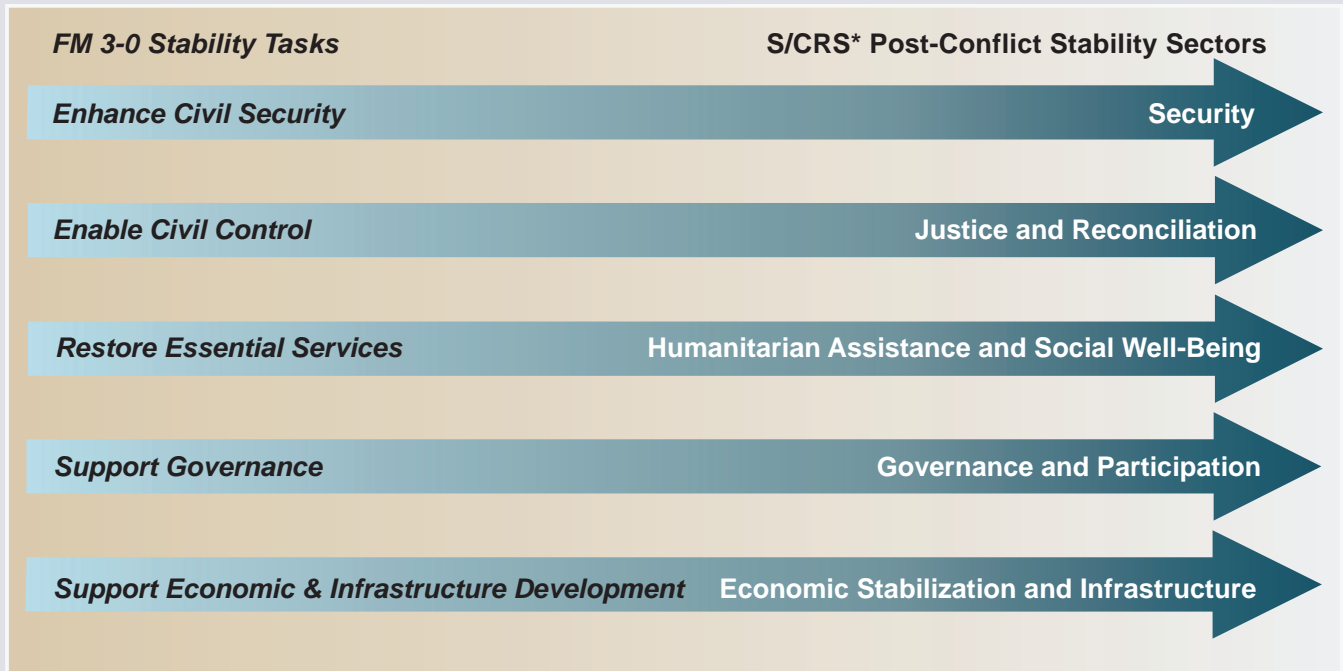 FM 3-0 Stability Tasks S/CRS* Post-Conflict Stability Sectors
Enhance Civil Security Security
Enable Civil Control Justice and Reconciliation
Restore Essential Services Humanitarian Assistance and Social Well-Being
Support Governance Governance and Participation
Support Economic & Infrastructure Development Economic Stabilization and Infrastructure